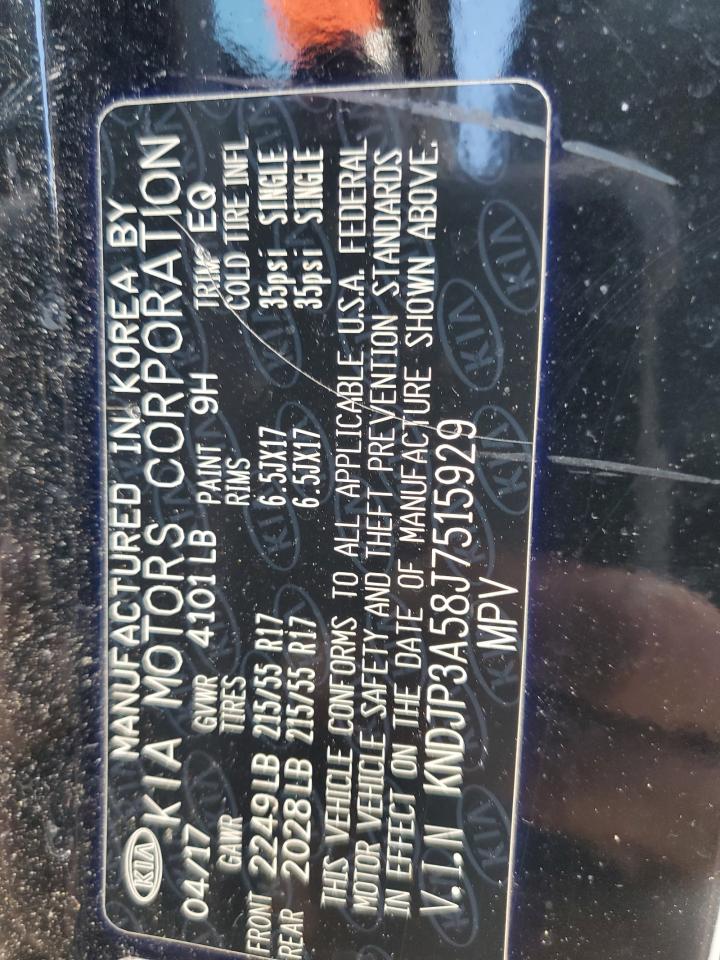 KIA MANUFACTURED IN KOREA BY
KIA MOTORS CORPORATION
04/17 GVWR 4101 LB PAINT 9H TRIM EQ
GAWR TIRES RIMS COLD TIRE INFL
FRONT 2249LB 215/55 R17 6.5JX17 35psi SINGLE
REAR 2028LB 215/55 R17 6.5JX17 35psi SINGLE
THIS VEHICLE CONFORMS TO ALL APPLICABLE U.S.A. FEDERAL
MOTOR VEHICLE SAFETY AND THEFT PREVENTION STANDARDS
IN EFFECT ON THE DATE OF MANUFACTURE SHOWN ABOVE.
V.I.N KNDJP3A58J7515929
MPV